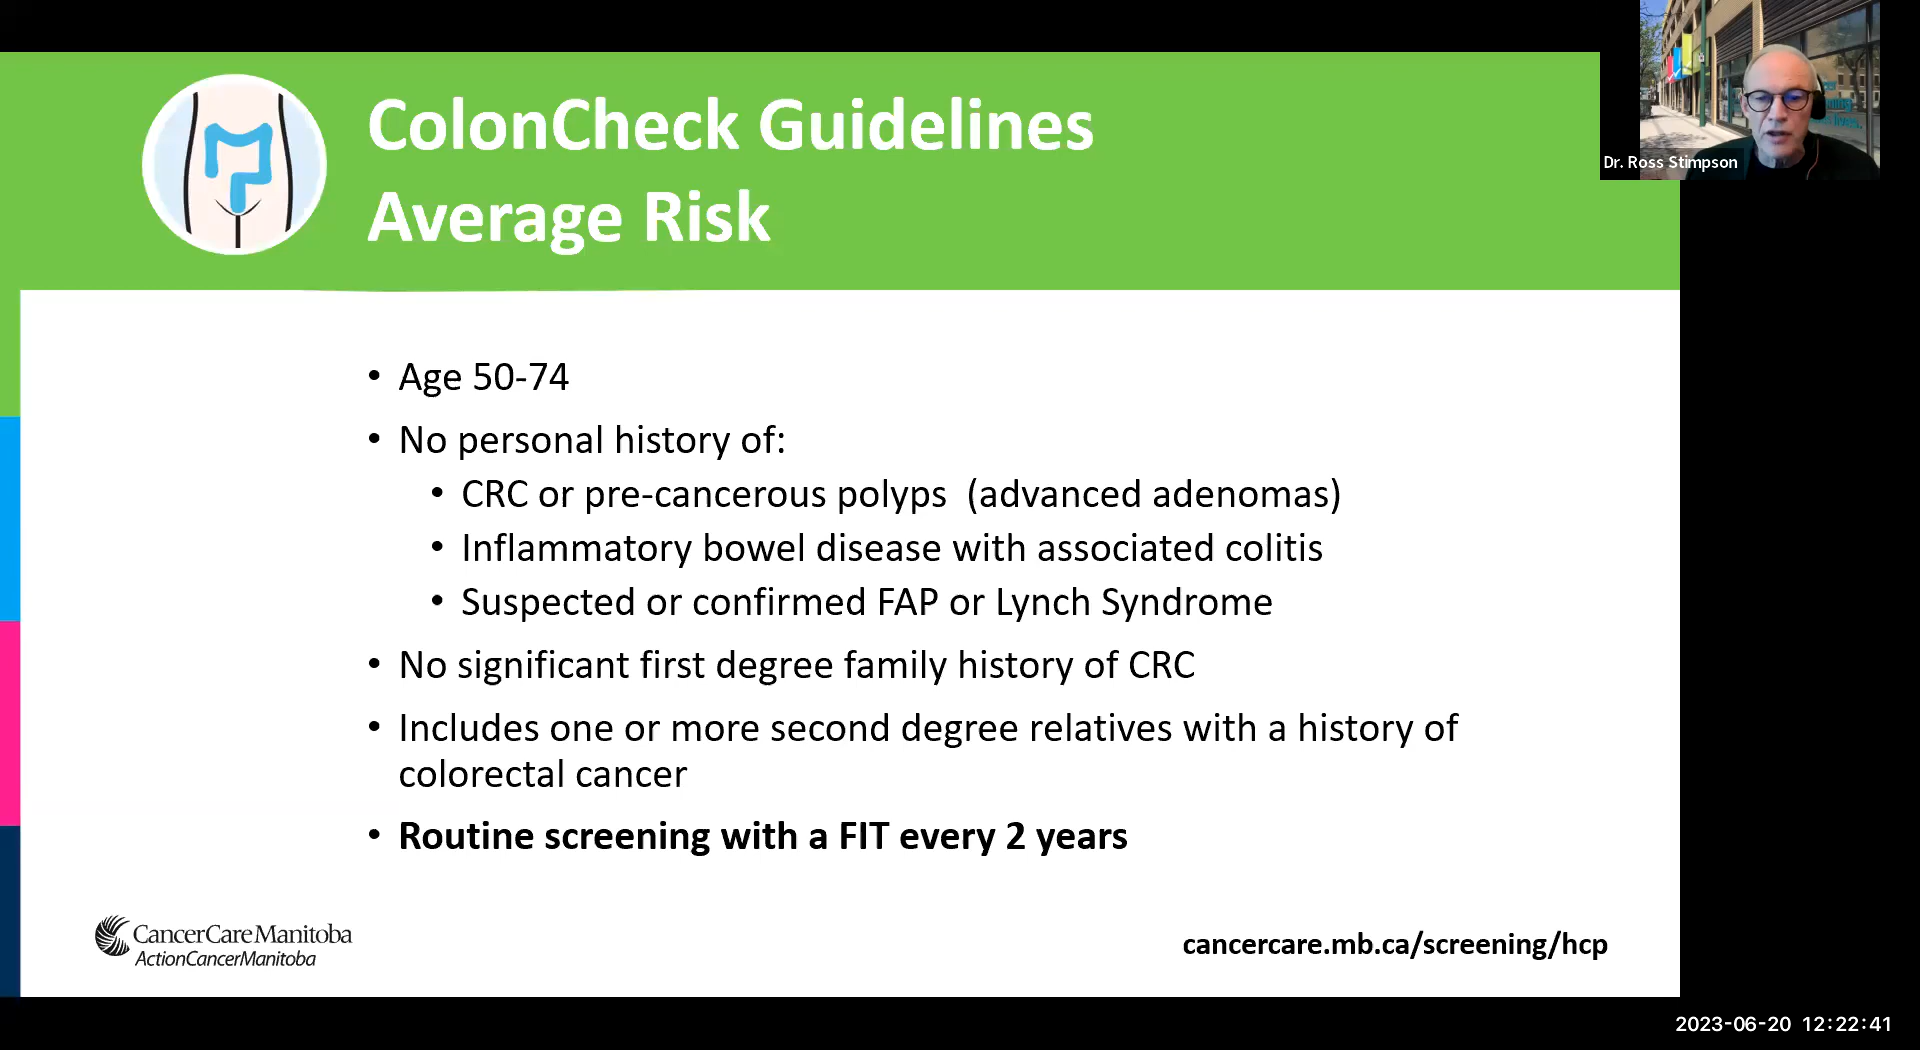 ColonCheck Guidelines
Average Risk
Dr. Ross Stimpson
• Age 50-74
• No personal history of:
• CRC or pre-cancerous polyps (advanced adenomas)
• Inflammatory bowel disease with associated colitis
• Suspected or confirmed FAP or Lynch Syndrome
• No significant first degree family history of CRC
• Includes one or more second degree relatives with a history of
colorectal cancer
• Routine screening with a FIT every 2 years
CancerCare Manitoba
ActionCancerManitoba
cancercare.mb.ca/screening/hcp
2023-06-20 12:22:41